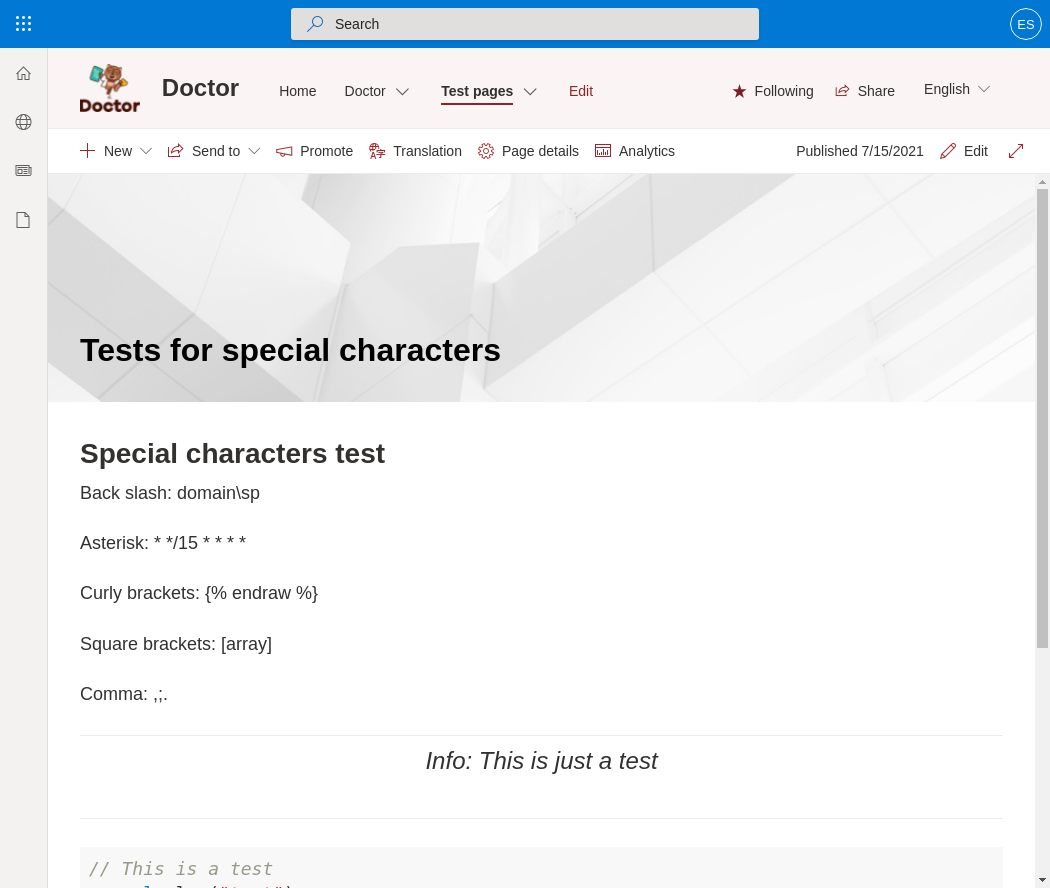 Search
ES
Doctor
Doctor
Home
Doctor
Test pages
Edit
Following
Share
English
New
Send to
Promote
Translation
Page details
Analytics
Published 7/15/2021
Edit
Tests for special characters
Special characters test
Back slash: domain\sp
Asterisk: * */15 * * * *
Curly brackets: {% endraw %}
Square brackets: [array]
Comma: ,;.
Info: This is just a test
// This is a test